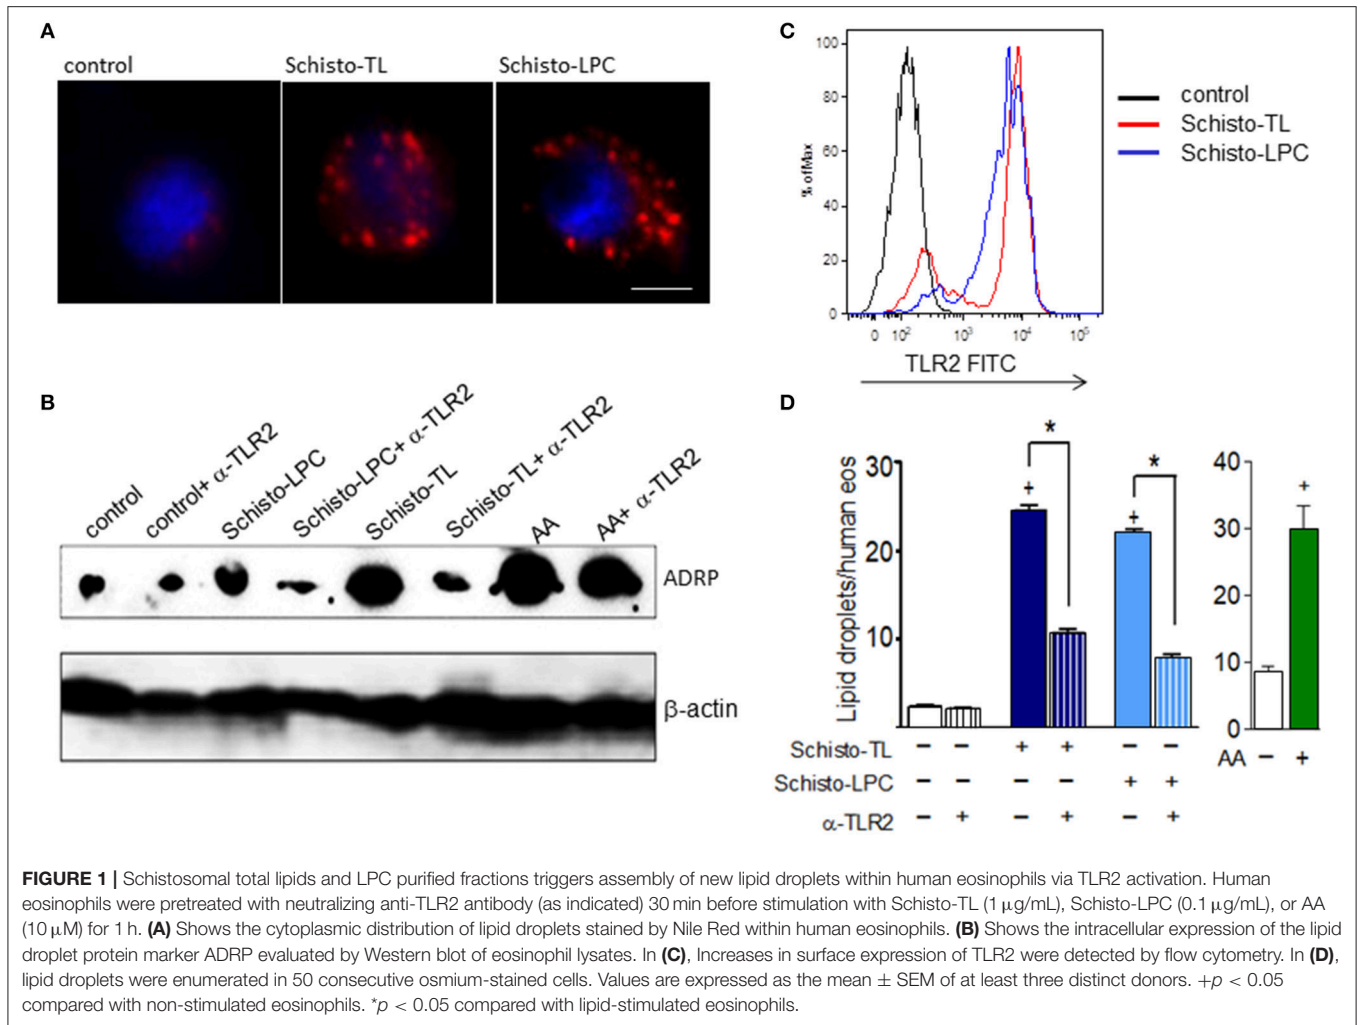 A
control
Schisto-TL
Schisto-LPC
B
control
control+ α-TLR2
Schisto-LPC
Schisto-LPC+ α-TLR2
Schisto-TL
Schisto-TL+ α-TLR2
AA
AA+ α-TLR2
ADRP
β-actin
C
100
80
60
40
20
0
% of Max
0 10² 10³ 10⁴ 10⁵
TLR2 FITC
control
Schisto-TL
Schisto-LPC
D
Lipid droplets/human eos
30
20
10
*
*
+
+
Schisto-TL − − + + − −
Schisto-LPC − − − − + +
α-TLR2 − + − + − +
40
30
20
10
0
+
AA − +
FIGURE 1 | Schistosomal total lipids and LPC purified fractions triggers assembly of new lipid droplets within human eosinophils via TLR2 activation. Human
eosinophils were pretreated with neutralizing anti-TLR2 antibody (as indicated) 30 min before stimulation with Schisto-TL (1 μg/mL), Schisto-LPC (0.1 μg/mL), or AA
(10 μM) for 1 h. (A) Shows the cytoplasmic distribution of lipid droplets stained by Nile Red within human eosinophils. (B) Shows the intracellular expression of the lipid
droplet protein marker ADRP evaluated by Western blot of eosinophil lysates. In (C), Increases in surface expression of TLR2 were detected by flow cytometry. In (D),
lipid droplets were enumerated in 50 consecutive osmium-stained cells. Values are expressed as the mean ± SEM of at least three distinct donors. +p < 0.05
compared with non-stimulated eosinophils. *p < 0.05 compared with lipid-stimulated eosinophils.